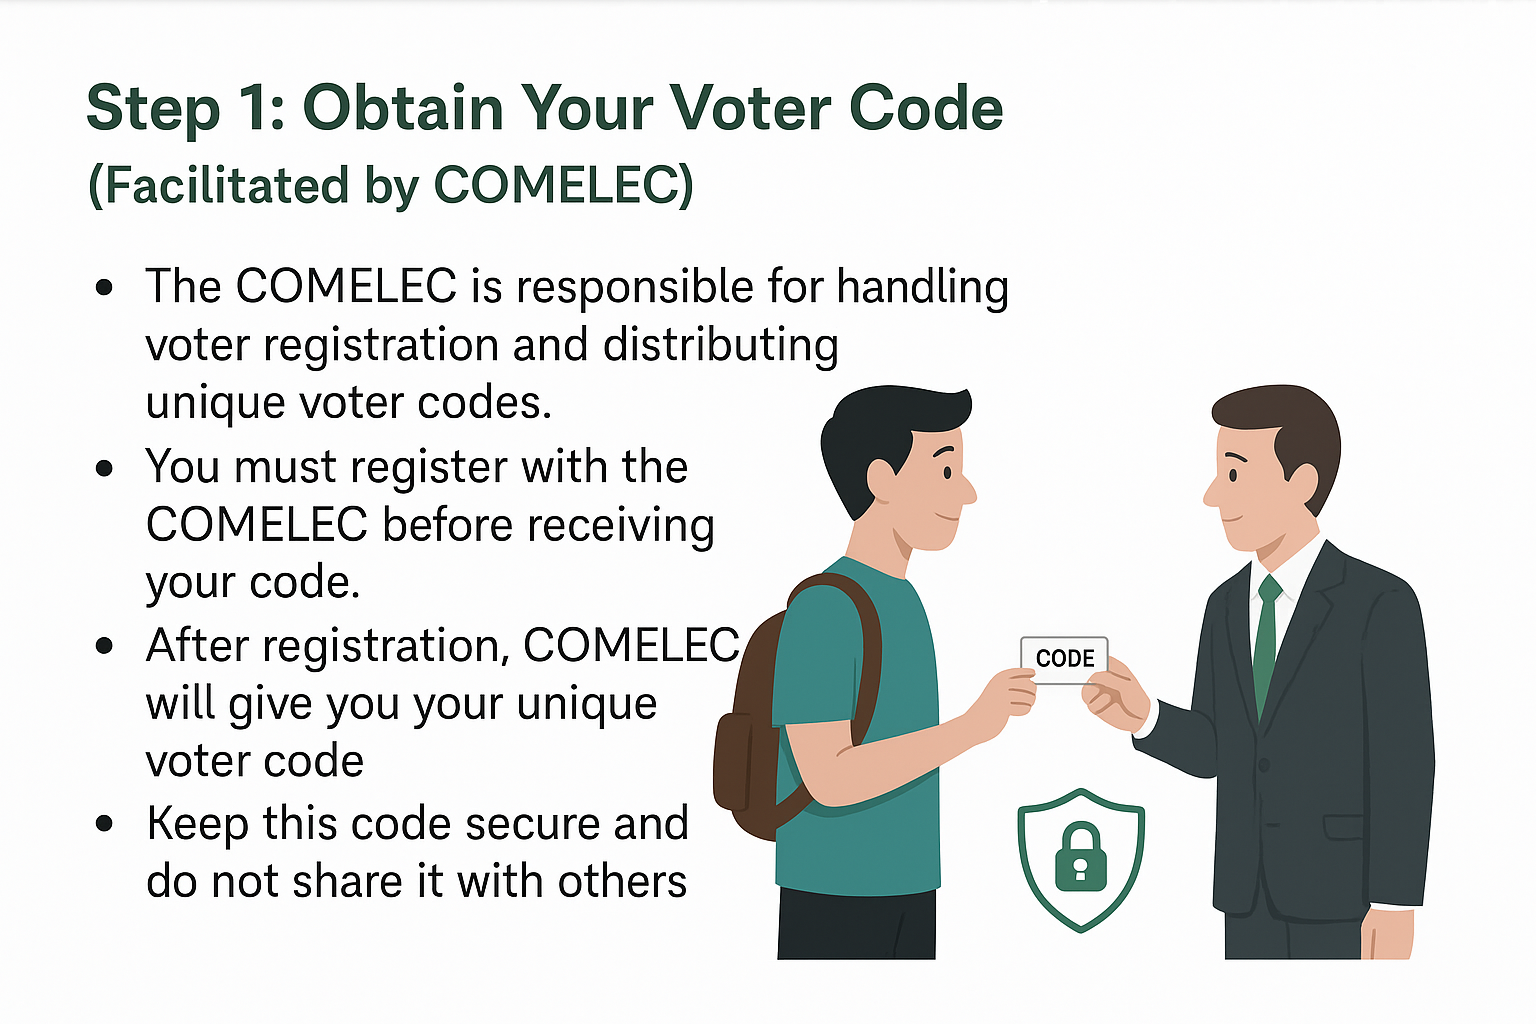 Step 1: Obtain Your Voter Code
(Facilitated by COMELEC)
• The COMELEC is responsible for handling
voter registration and distributing
unique voter codes.
• You must register with the
COMELEC before receiving
your code.
• After registration, COMELEC
will give you your unique
voter code
• Keep this code secure and
do not share it with others
CODE